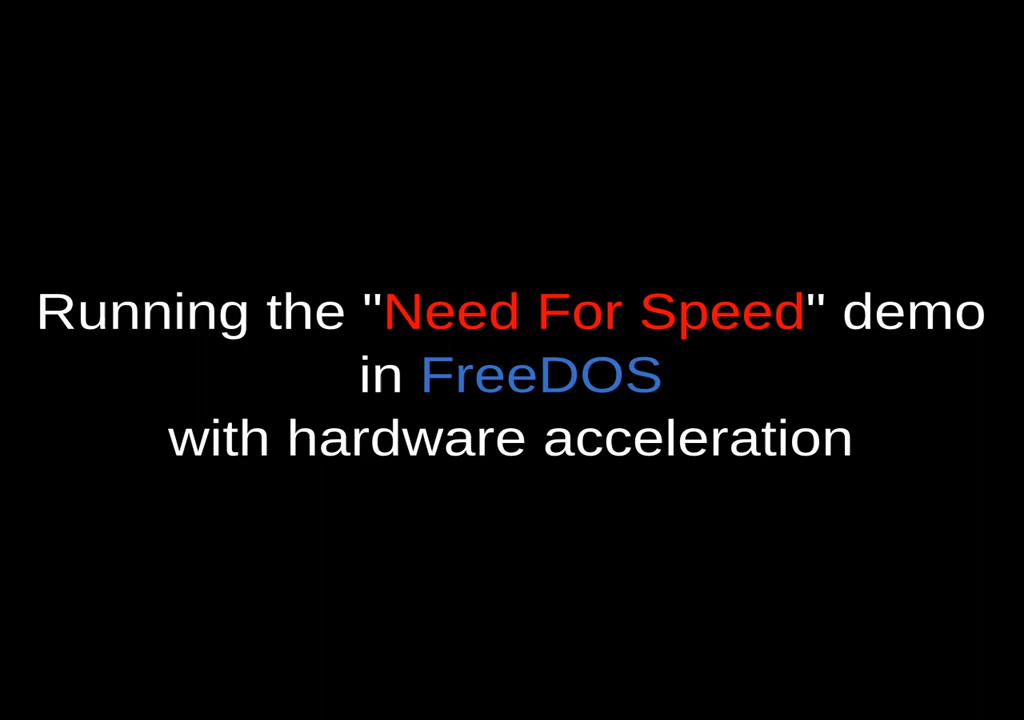 Running the "Need For Speed" demo
in FreeDOS
with hardware acceleration